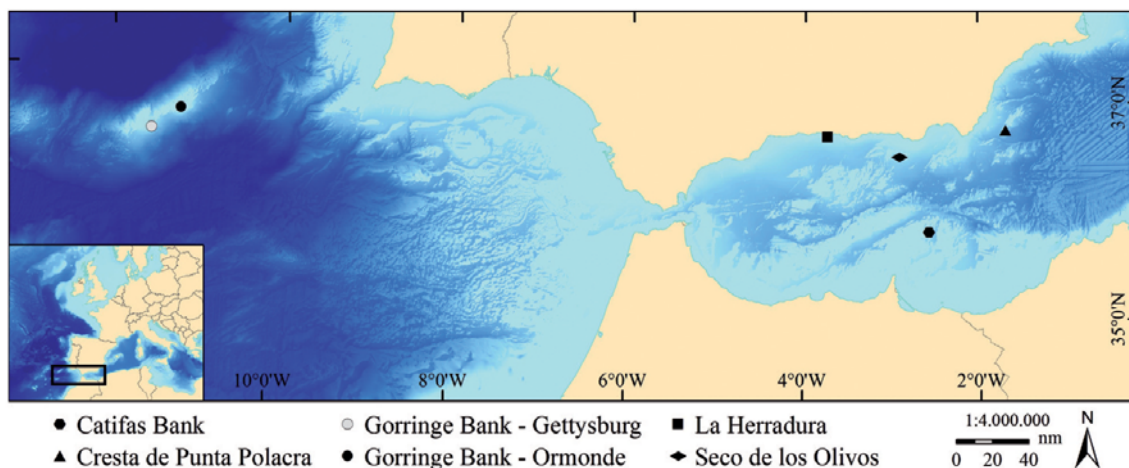 37°0'N
35°0'N
10°0'W 8°0'W 6°0'W 4°0'W 2°0'W
Catifas Bank Gorringe Bank - Gettysburg La Herradura 1:4.000.000 N
Cresta de Punta Polacra Gorringe Bank - Ormonde Seco de los Olivos 0 20 40 nm